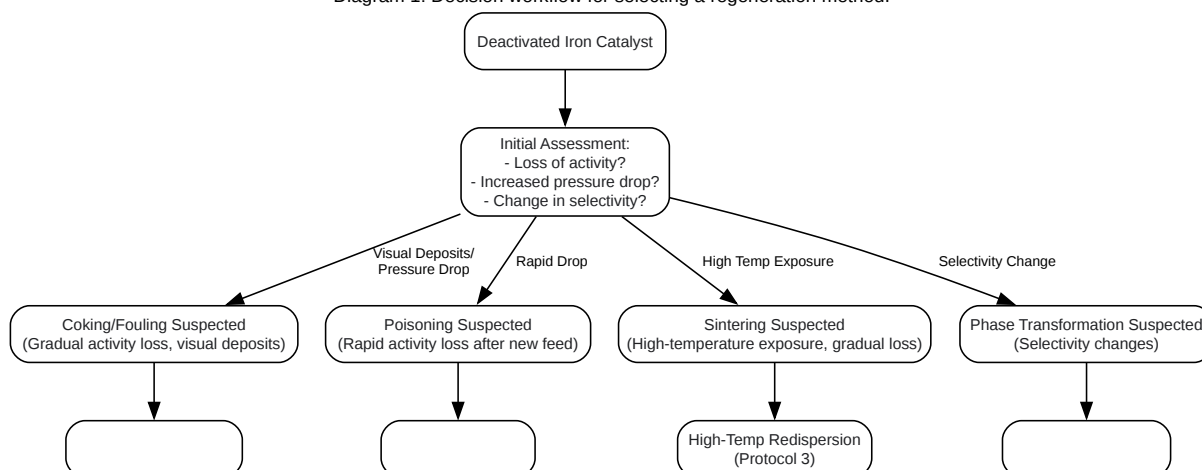 Diagram 1: Decision workflow for selecting a regeneration method.
Deactivated Iron Catalyst
Initial Assessment:
- Loss of activity?
- Increased pressure drop?
- Change in selectivity?
Visual Deposits/
Pressure Drop
Rapid Drop
High Temp Exposure
Selectivity Change
Coking/Fouling Suspected
(Gradual activity loss, visual deposits)
Poisoning Suspected
(Rapid activity loss after new feed)
Sintering Suspected
(High-temperature exposure, gradual loss)
Phase Transformation Suspected
(Selectivity changes)
High-Temp Redispersion
(Protocol 3)